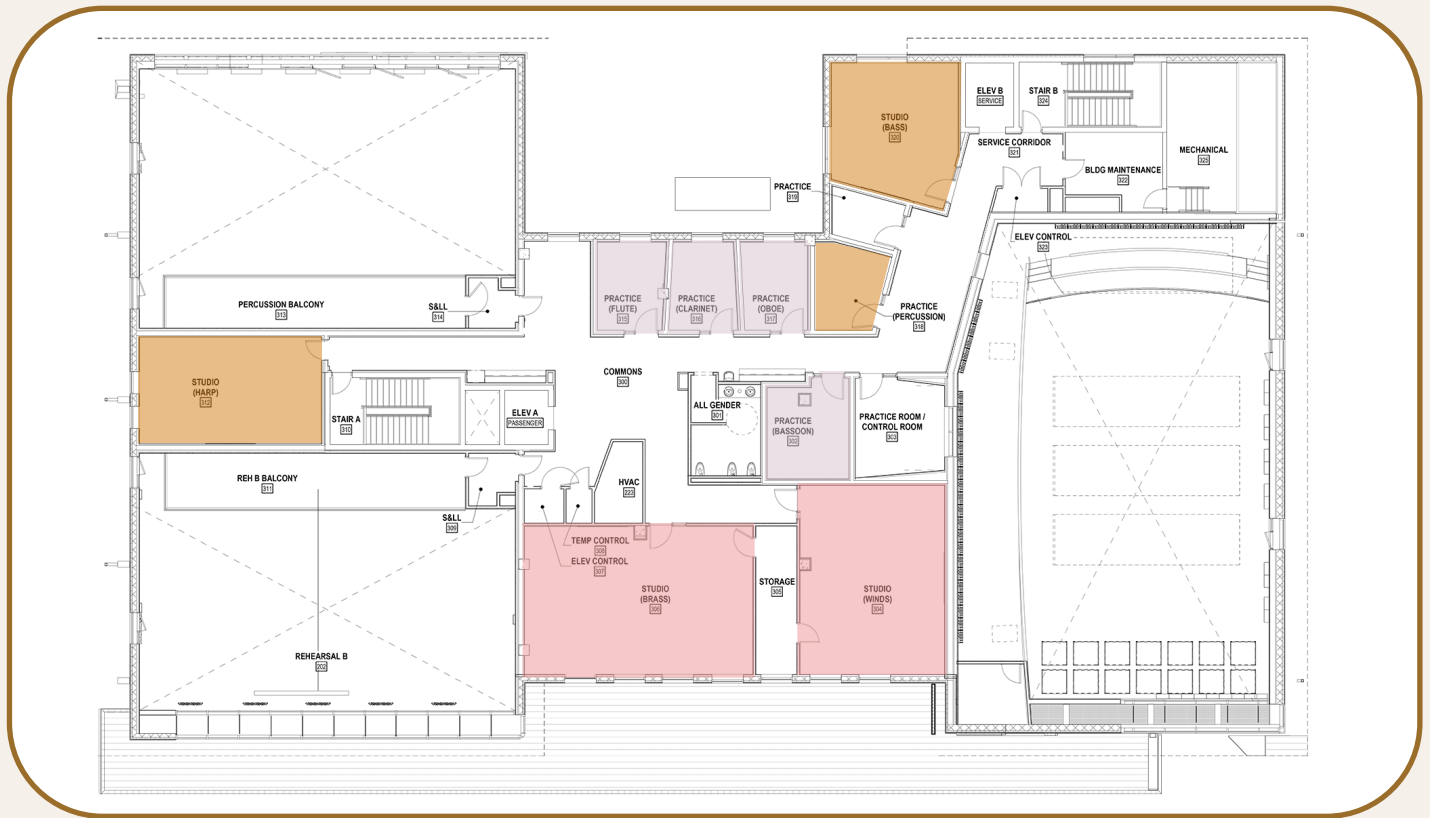 STUDIO
(BASS)
320
ELEV B
SERVICE
STAIR B
324
SERVICE CORRIDOR
321
BLDG MAINTENANCE
322
MECHANICAL
325
PRACTICE
319
ELEV CONTROL
323
PERCUSSION BALCONY
313
S&LL
314
PRACTICE
(FLUTE)
315
PRACTICE
(CLARINET)
316
PRACTICE
(OBOE)
317
PRACTICE
(PERCUSSION)
318
STUDIO
(HARP)
312
STAIR A
310
ELEV A
PASSENGER
COMMONS
300
ALL GENDER
301
PRACTICE
(BASSOON)
302
PRACTICE ROOM /
CONTROL ROOM
303
REH B BALCONY
311
S&LL
309
HVAC
223
TEMP CONTROL
308
ELEV CONTROL
307
STUDIO
(BRASS)
306
STORAGE
305
STUDIO
(WINDS)
304
REHEARSAL B
202